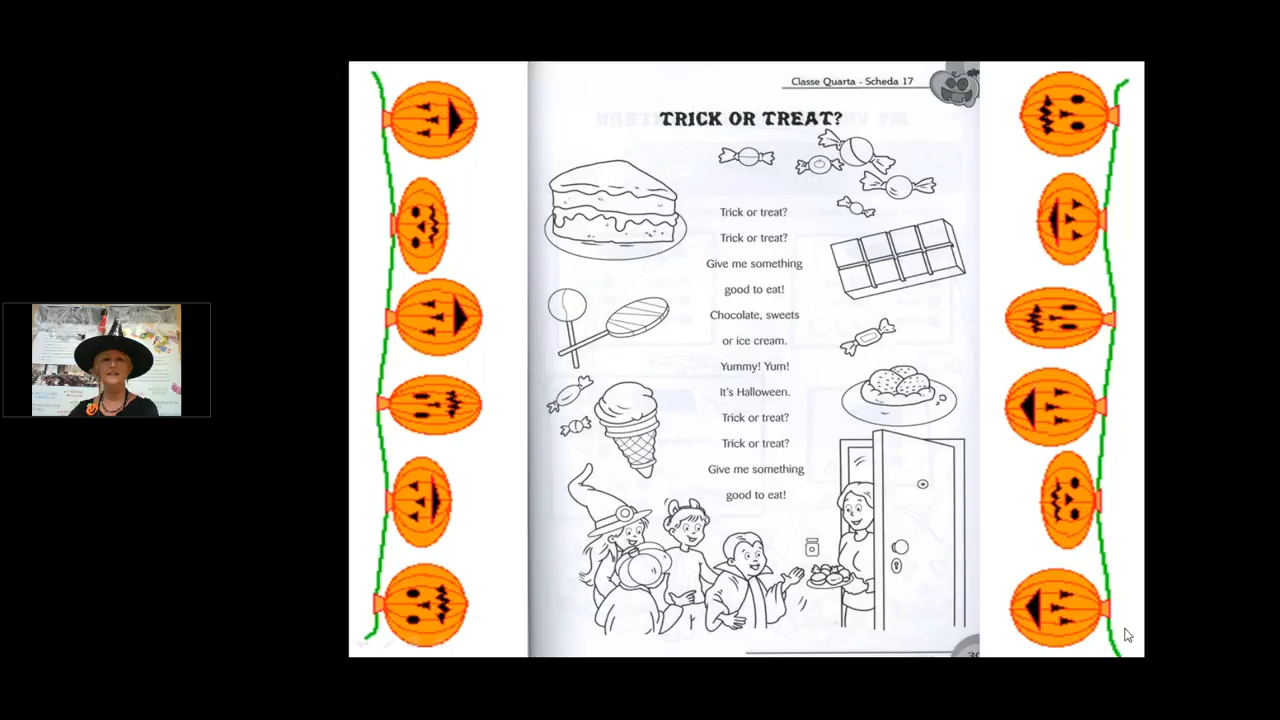 Classe Quarta - Scheda 17
TRICK OR TREAT?
Trick or treat?
Trick or treat?
Give me something
good to eat!
Chocolate, sweets
or ice cream.
Yummy! Yum!
It's Halloween.
Trick or treat?
Trick or treat?
Give me something
good to eat!